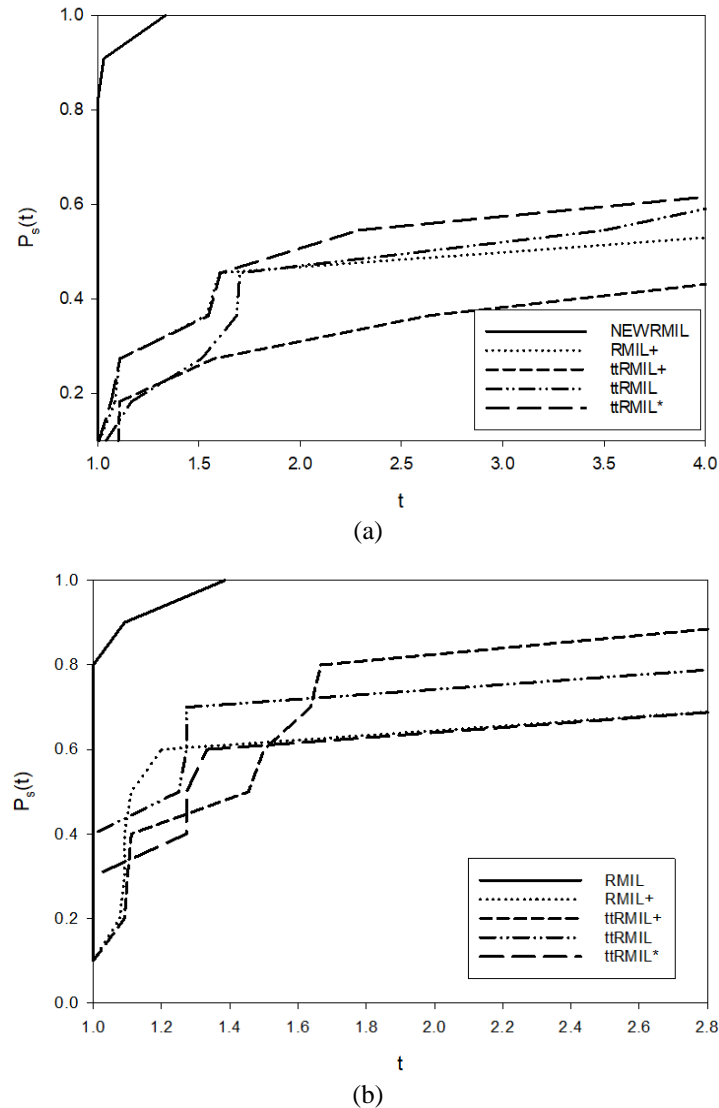 1.0
0.8
0.6
0.4
0.2
P_s(t)
NEWRMIL
RMIL+
ttRMIL+
ttRMIL
ttRMIL*
1.0 1.5 2.0 2.5 3.0 3.5 4.0
t
(a)
1.0
0.8
0.6
0.4
0.2
0.0
P_s(t)
RMIL
RMIL+
ttRMIL+
ttRMIL
ttRMIL*
1.0 1.2 1.4 1.6 1.8 2.0 2.2 2.4 2.6 2.8
t
(b)